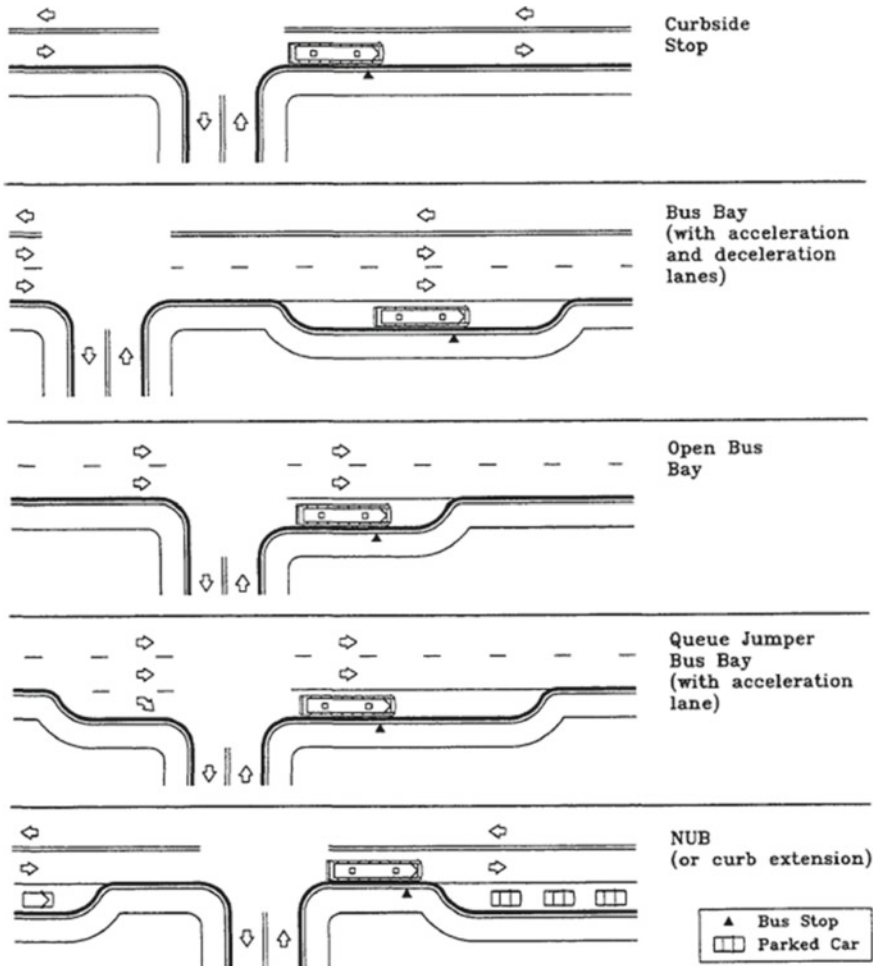 Curbside
Stop
Bus Bay
(with acceleration
and deceleration
lanes)
Open Bus
Bay
Queue Jumper
Bus Bay
(with acceleration
lane)
NUB
(or curb extension)
Bus Stop
Parked Car